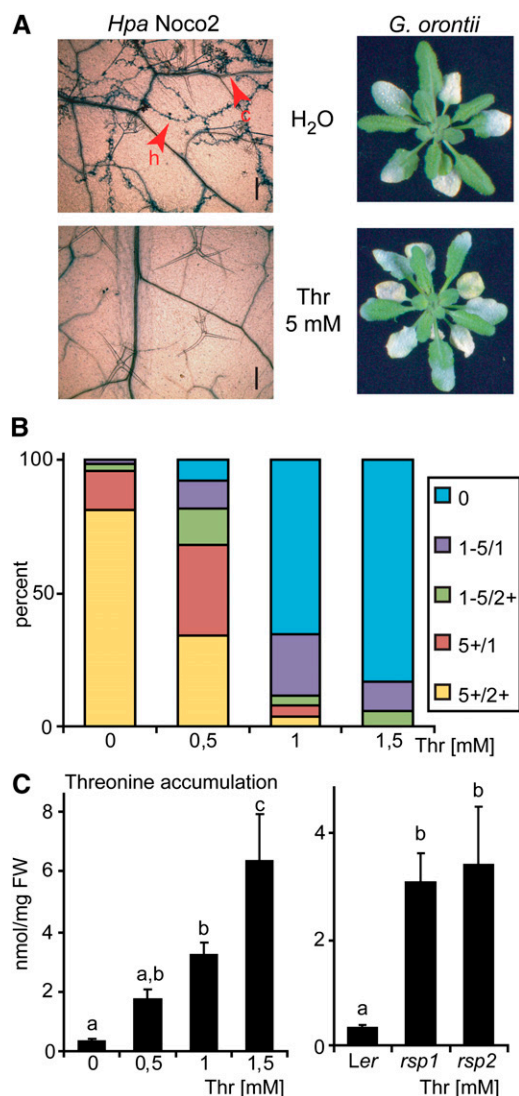 A
Hpa Noco2
G. orontii
c
h
H2O
Thr
5 mM
B
100
50
0
percent
0
0,5
1
1,5
Thr [mM]
0
1-5/1
1-5/2+
5+/1
5+/2+
C
Threonine accumulation
nmol/mg FW
8
6
4
2
0
a
a,b
b
c
0
0,5
1
1,5
Thr [mM]
4
2
0
a
b
b
Ler
rsp1
rsp2
Thr [mM]